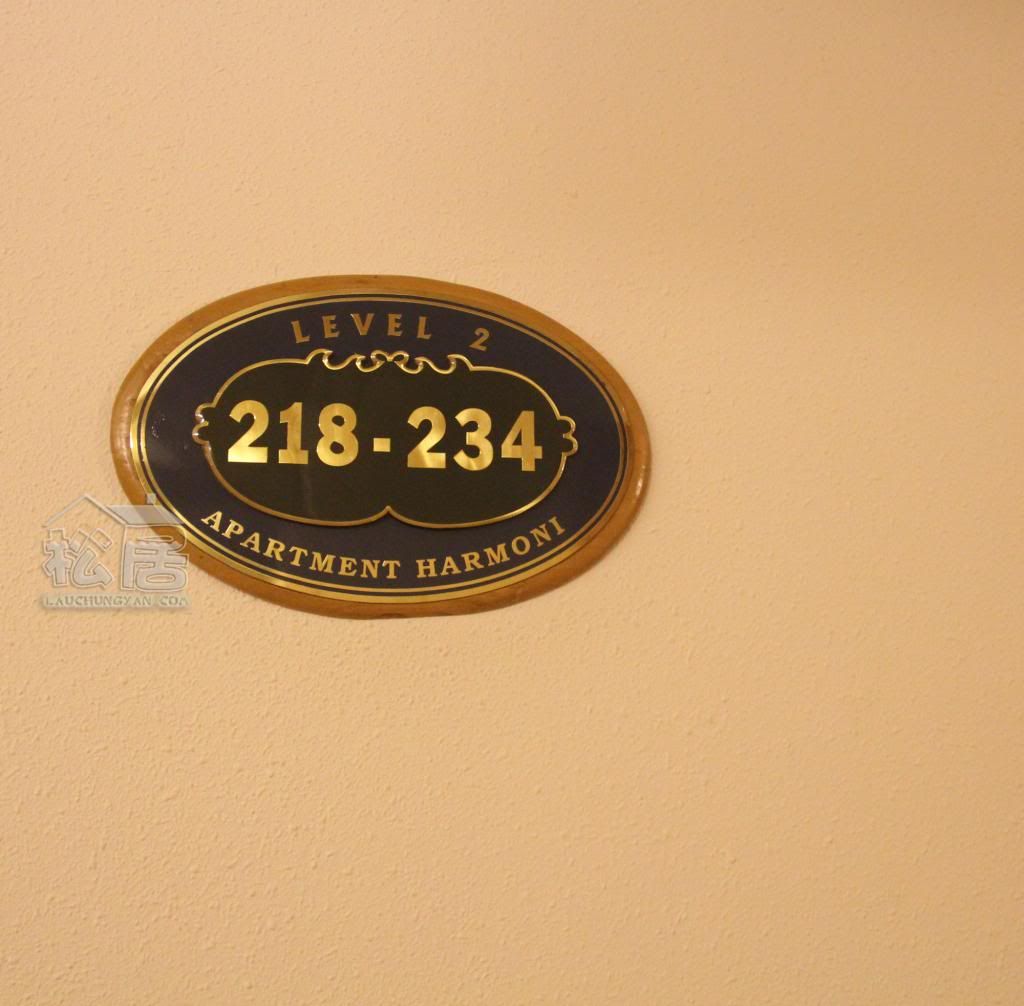 LEVEL 2
218-234
APARTMENT HARMONI
松居
LAUCHUNGYAN.COM